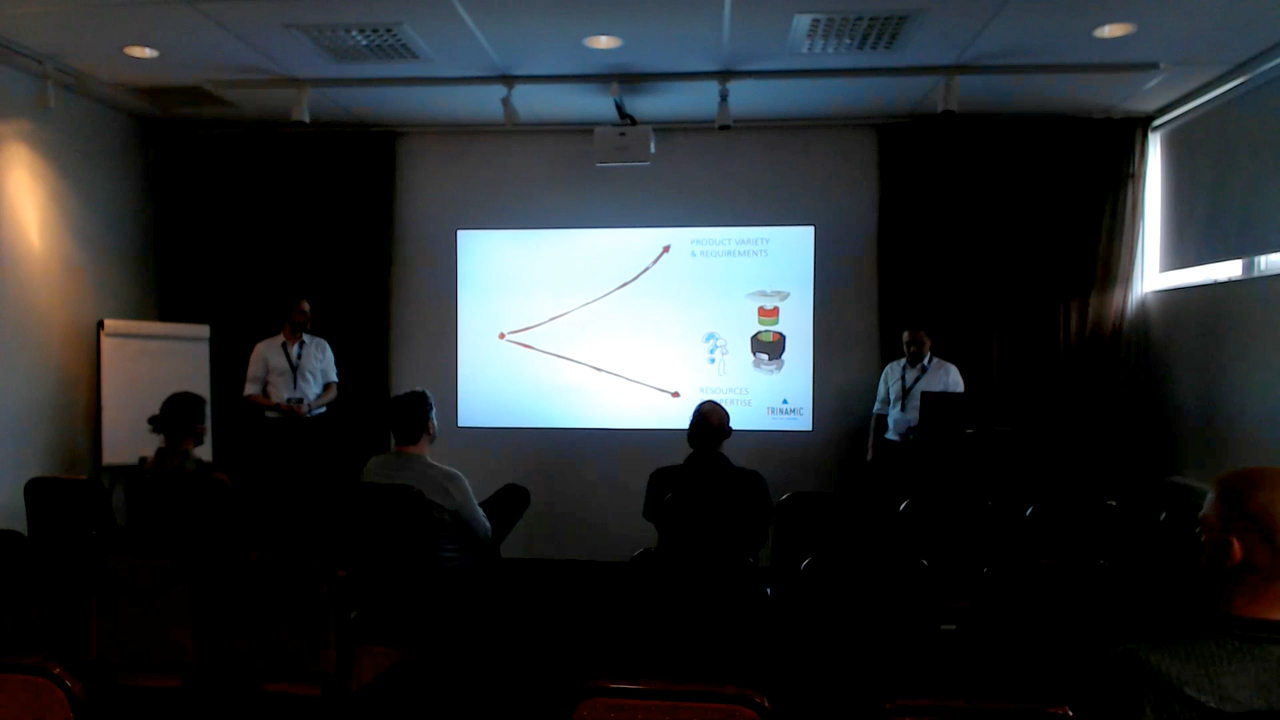 PRODUCT VARIETY
& REQUIREMENTS
RESOURCES
TRINAMIC